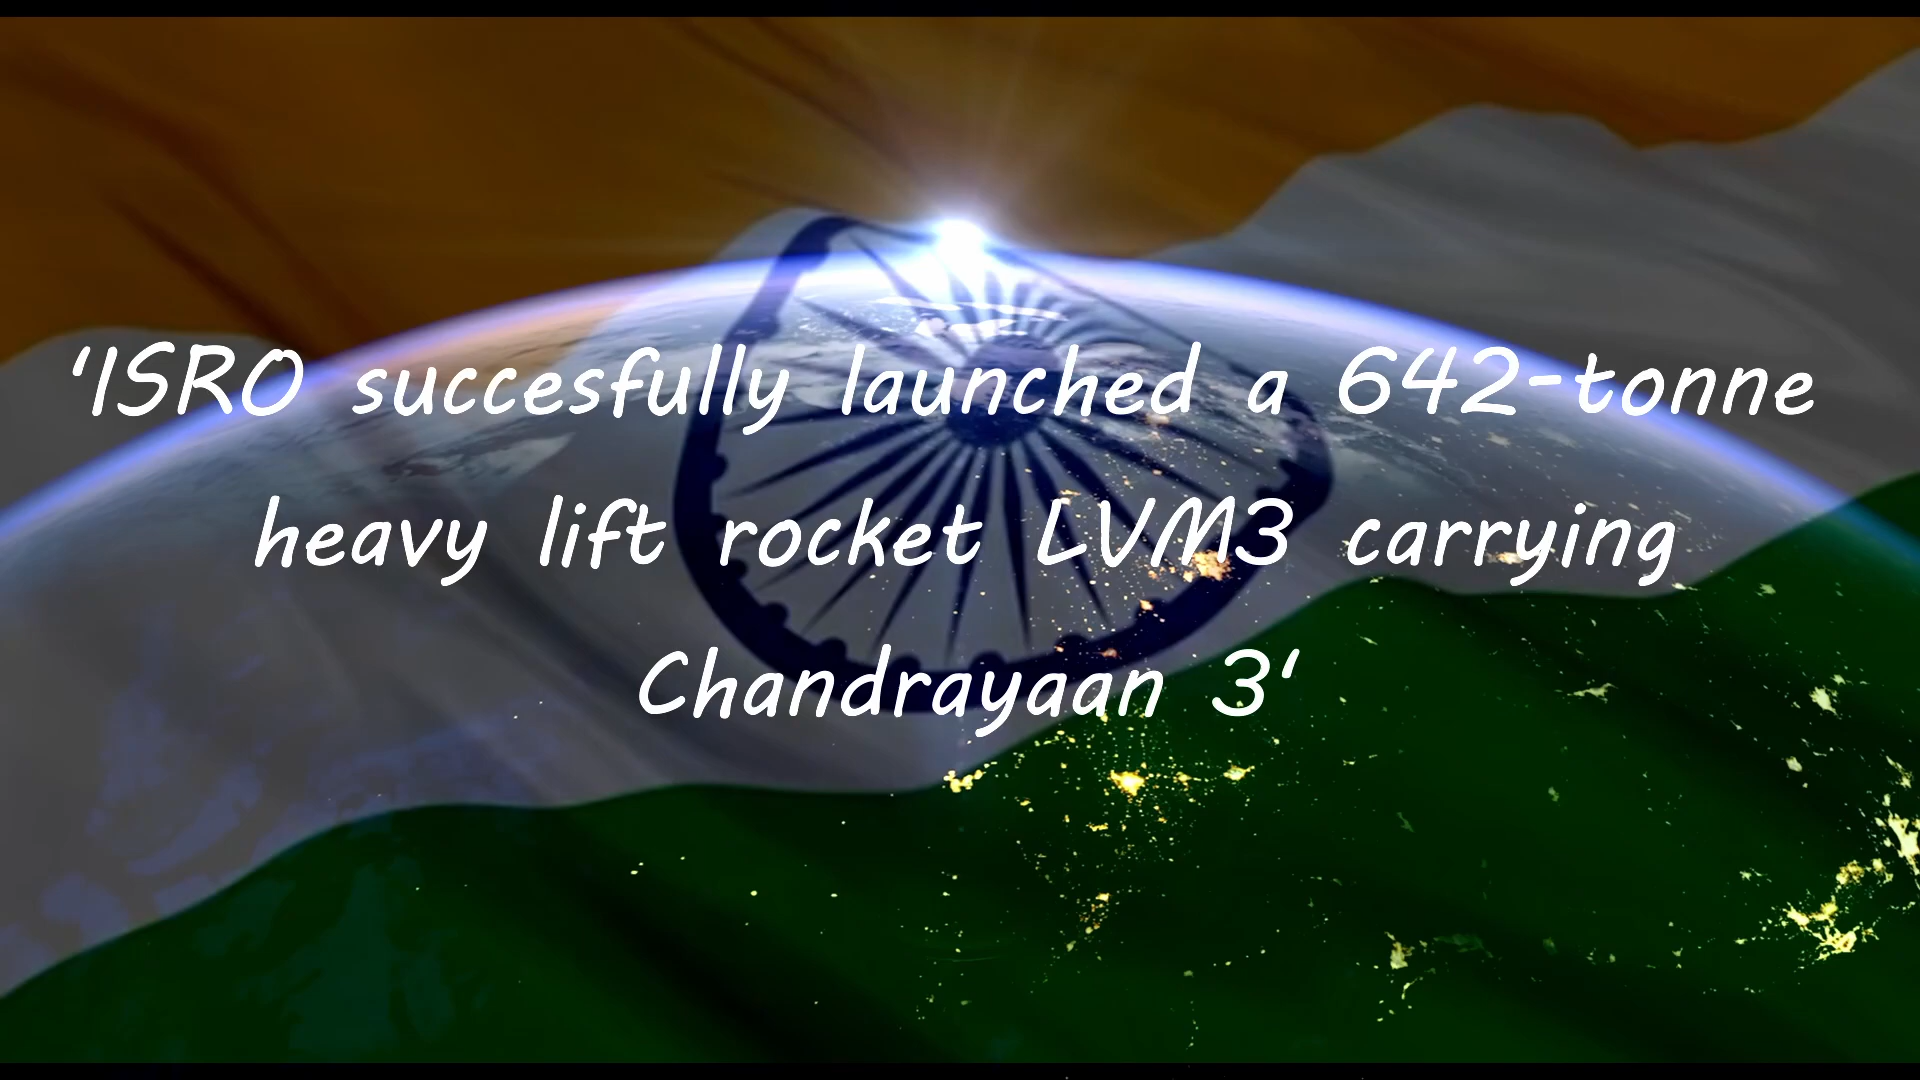 'ISRO succesfully launched a 642-tonne
heavy lift rocket LVM3 carrying
Chandrayaan 3'